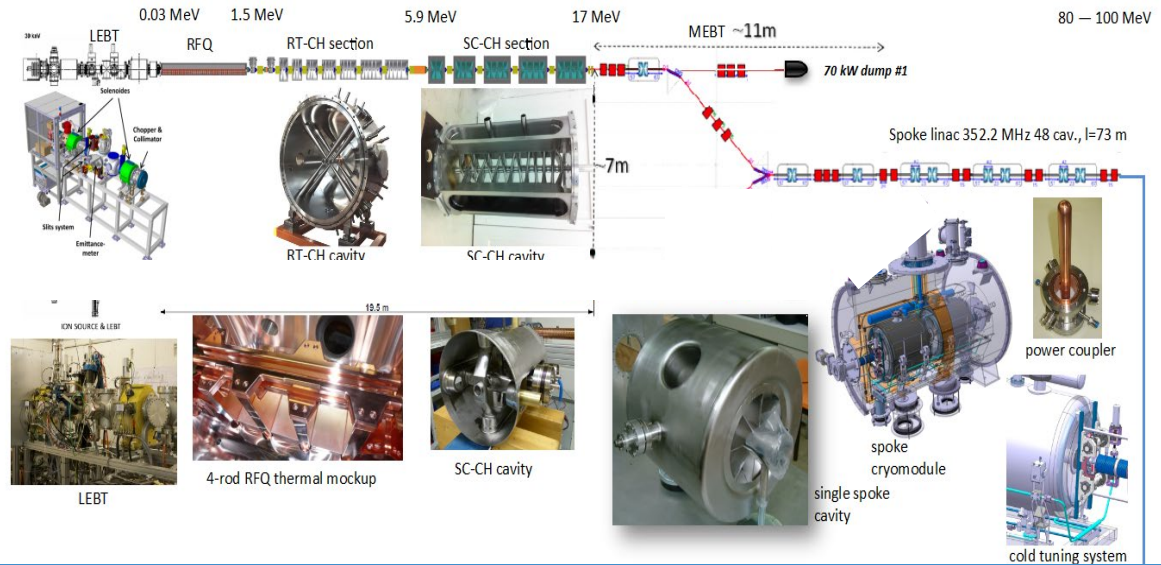 0.03 MeV
1.5 MeV
5.9 MeV
17 MeV
80 — 100 MeV
30 keV
LEBT
RFQ
RT-CH section
SC-CH section
MEBT ~11m
70 kW dump #1
Solenoides
Chopper &
Collimator
Slits system
Emittance-
meter
RT-CH cavity
SC-CH cavity
~7m
Spoke linac 352.2 MHz 48 cav., l=73 m
19.5 m
ION SOURCE & LEBT
LEBT
4-rod RFQ thermal mockup
SC-CH cavity
single spoke
cavity
spoke
cryomodule
power coupler
cold tuning system